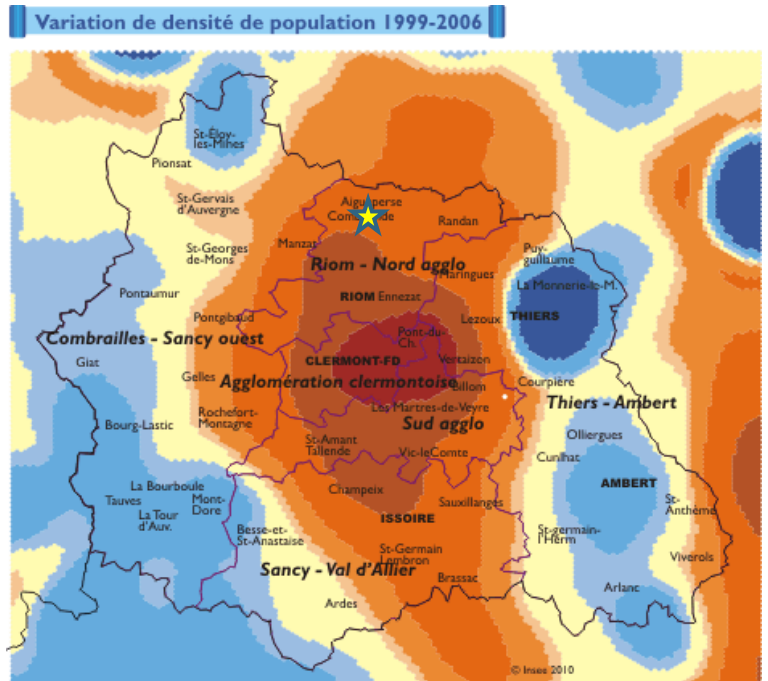 Variation de densité de population 1999-2006
St-Éloy-
les-Mihes
Pionsat
St-Gervais
d'Auvergne
Aigueperse
Randan
St-Georges
de-Mons
Manzat
Puy-
guillaume
Riom - Nord agglo
Maringues
La Monnerie-le-M.
Pontaumur
RIOM Ennezat
Pontgibaud
Lezoux
THIERS
Pont-du-
Ch.
Combrailles - Sancy ouest
Giat
CLERMONT-FD
Vertaizon
Gelles
Agglomération clermontoise
Billom
Courpière
Thiers - Ambert
Rochefort-
Montagne
Les Martres-de-Veyre
Sud agglo
Bourg-Lastic
Olliergues
St-Amant
Tallende
Vic-leComte
Cunlhat
La Bourboule
Champeix
AMBERT
Tauves
Mont-
Dore
Sauxillanges
St-
Anthème
La Tour
d'Auv.
ISSOIRE
Besse-et-
St-Anastaise
St-germain-
l'Herm
St-Germain
Lembron
Viverols
Sancy - Val d'Allier
Brassac
Arlanc
Ardes
© Insee 2010